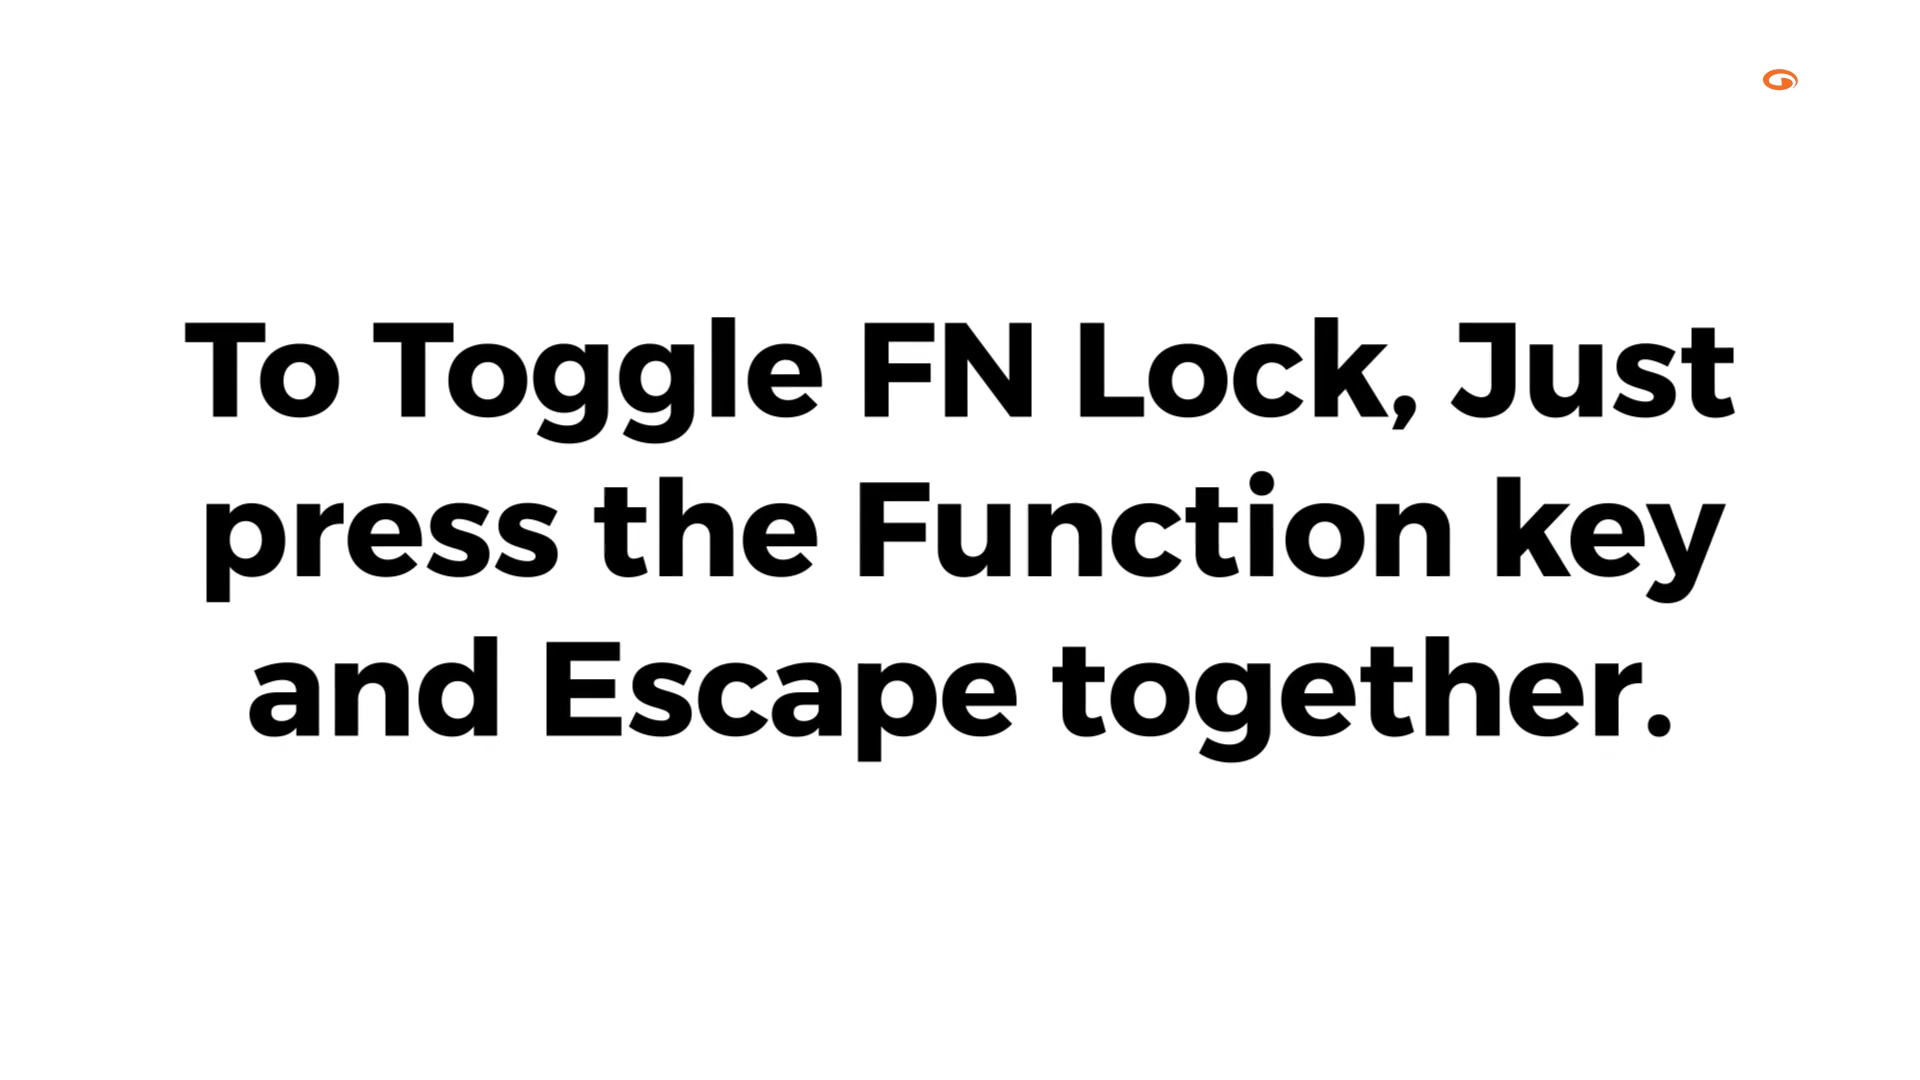 To Toggle FN Lock, Just
press the Function key
and Escape together.